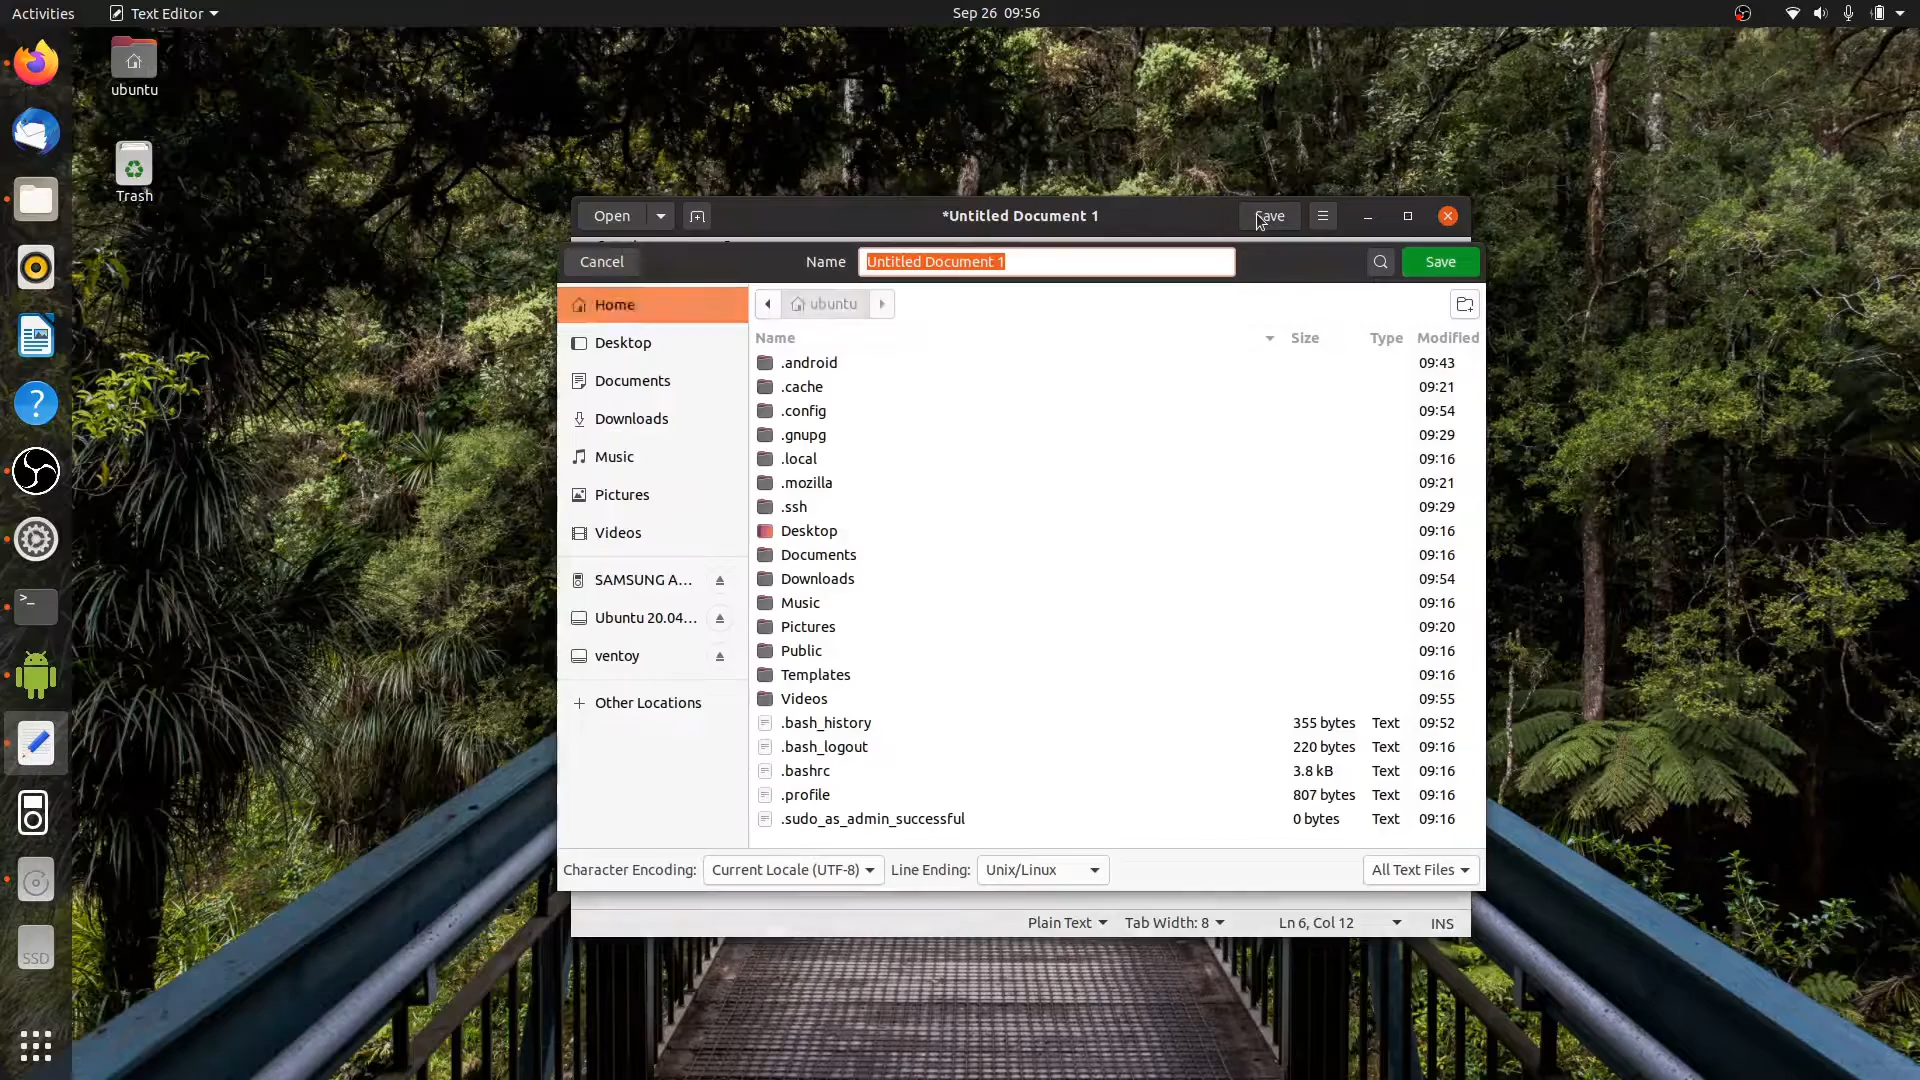 Activities Text Editor Sep 26 09:56
ubuntu
Trash
Open *Untitled Document 1 Save
Cancel Name Untitled Document 1 Save
Home ubuntu
Name Size Type Modified
Desktop
Documents
Downloads
Music
Pictures
Videos
SAMSUNG A...
Ubuntu 20.04...
ventoy
Other Locations
.android 09:43
.cache 09:21
.config 09:54
.gnupg 09:29
.local 09:16
.mozilla 09:21
.ssh 09:29
Desktop 09:16
Documents 09:16
Downloads 09:54
Music 09:16
Pictures 09:20
Public 09:16
Templates 09:16
Videos 09:55
.bash_history 355 bytes Text 09:52
.bash_logout 220 bytes Text 09:16
.bashrc 3.8 kB Text 09:16
.profile 807 bytes Text 09:16
.sudo_as_admin_successful 0 bytes Text 09:16
Character Encoding: Current Locale (UTF-8) Line Ending: Unix/Linux All Text Files
Plain Text Tab Width: 8 Ln 6, Col 12 INS
SSD